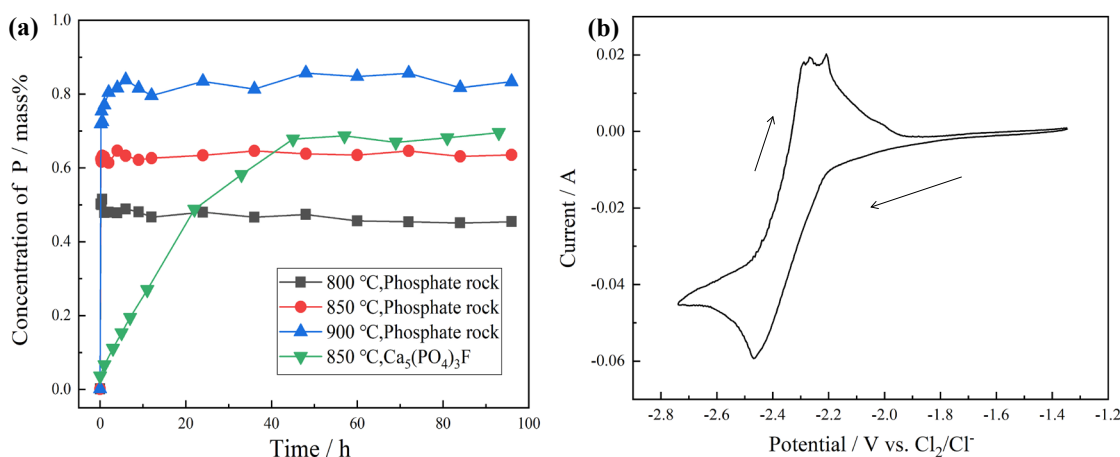 (a)
Concentration of P / mass%
1.0
0.8
0.6
0.4
0.2
0.0
800 ℃,Phosphate rock
850 ℃,Phosphate rock
900 ℃,Phosphate rock
850 ℃,Ca₅(PO₄)₃F
0 20 40 60 80 100
Time / h
(b)
Current / A
0.02
0.00
-0.02
-0.04
-0.06
-2.8 -2.6 -2.4 -2.2 -2.0 -1.8 -1.6 -1.4 -1.2
Potential / V vs. Cl₂/Cl⁻